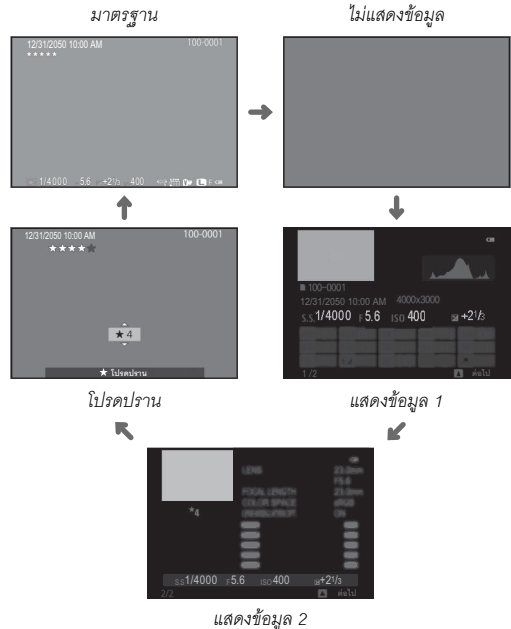 มาตรฐาน
ไม่แสดงข้อมูล
12/31/2050 10:00 AM
100-0001
★★★★★
1/4000 5.6 +2 1/3 400 L F
12/31/2050 10:00 AM
100-0001
★★★★★
★ 4
★ โปรดปราน
100-0001
12/31/2050 10:00 AM 4000x3000
S.S. 1/4000 F 5.6 ISO 400 +2 1/3
1/2
ต่อไป
โปรดปราน
แสดงข้อมูล 1
LENS 23.0mm
F5.6
FOCAL LENGTH 23.0mm
COLOR SPACE sRGB
ON
★4
S.S 1/4000 F5.6 ISO 400 +2 1/3
2/2
ต่อไป
แสดงข้อมูล 2